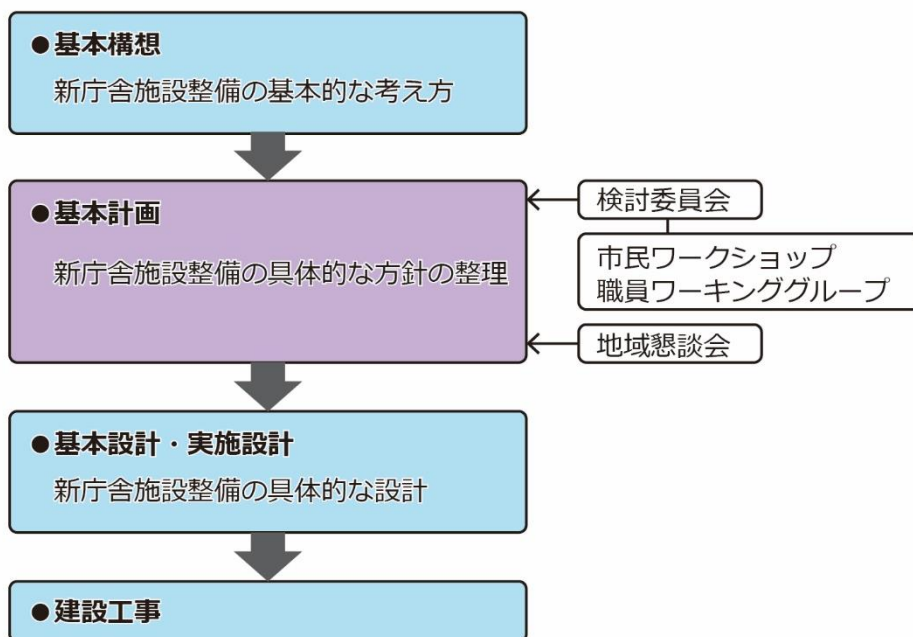 ●基本構想
新庁舎施設整備の基本的な考え方
●基本計画
新庁舎施設整備の具体的な方針の整理
検討委員会
市民ワークショップ
職員ワーキンググループ
地域懇談会
●基本設計・実施設計
新庁舎施設整備の具体的な設計
●建設工事